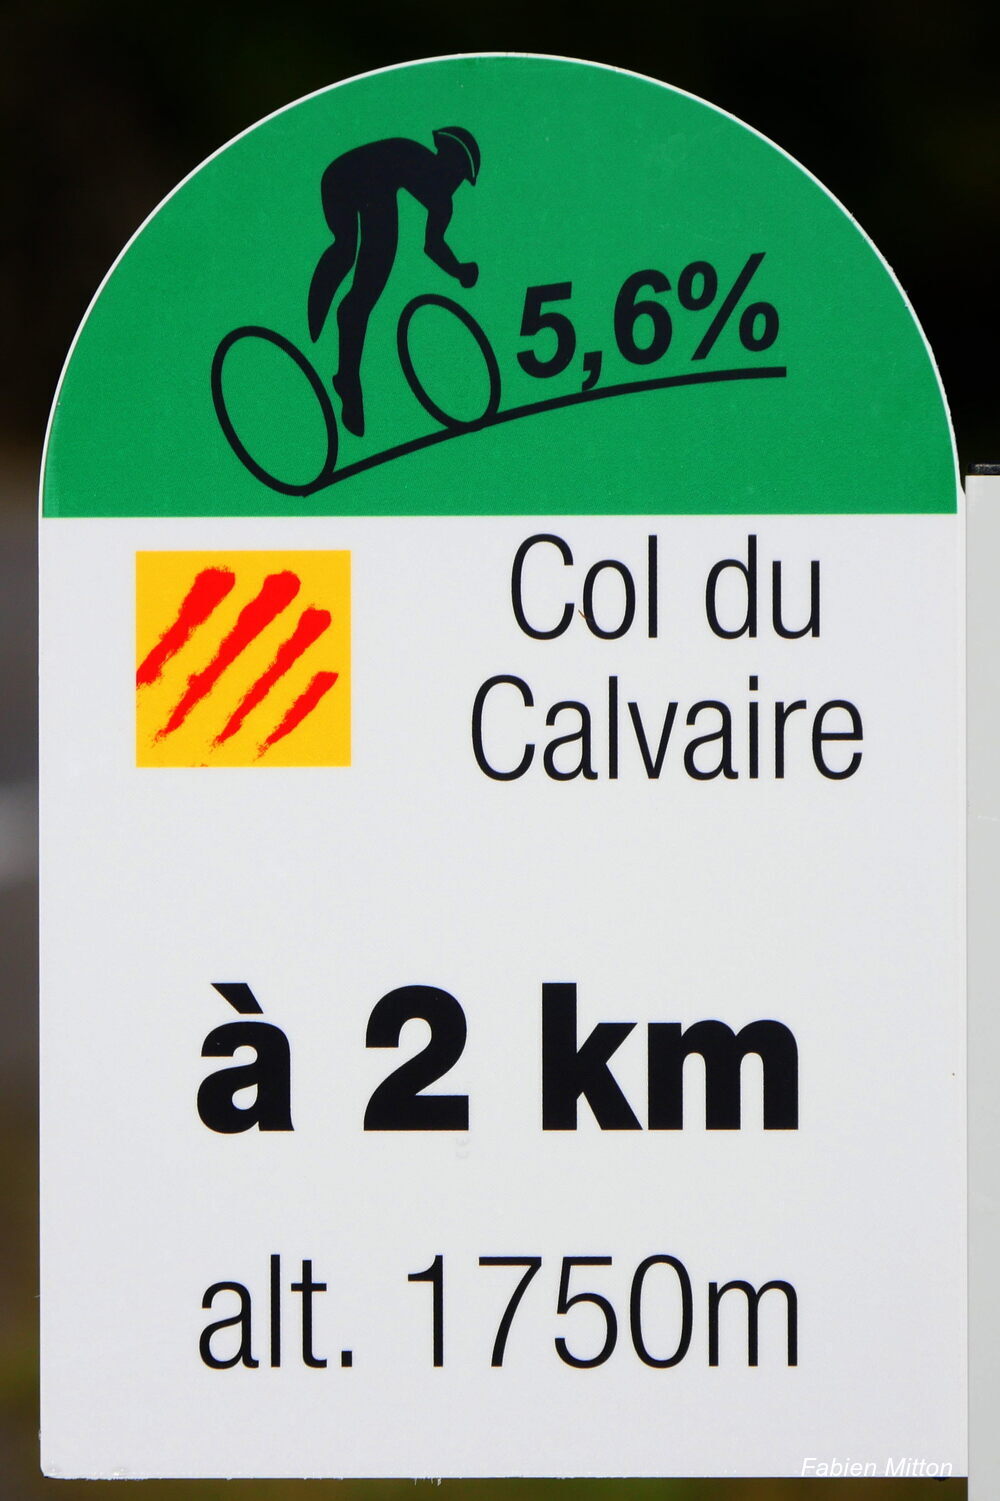 5,6%
Col du
Calvaire
à 2 km
alt. 1750m
Fabien Mitton